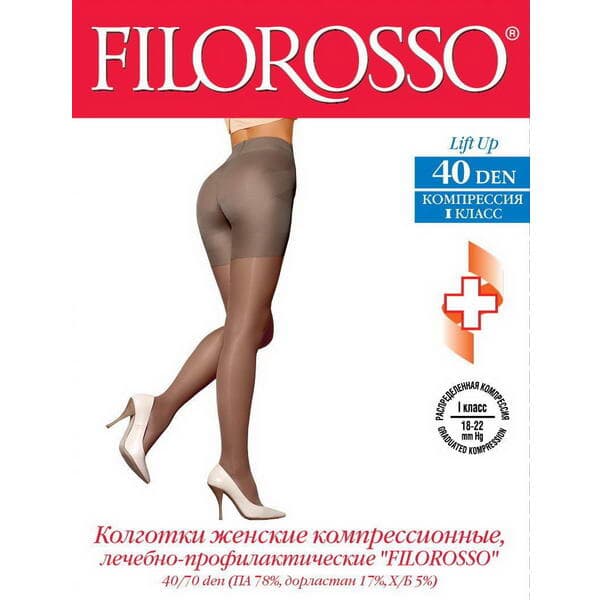 FILOROSSO®
Lift Up
40 DEN
КОМПРЕССИЯ
I КЛАСС
РАСПРЕДЕЛЕННАЯ КОМПРЕССИЯ
I класс
18-22
mm Hg
GRADUATED KOMPRESSION
Колготки женские компрессионные,
лечебно-профилактические "FILOROSSO"
40/70 den (ПА 78%, дорластан 17%, Х/Б 5%)